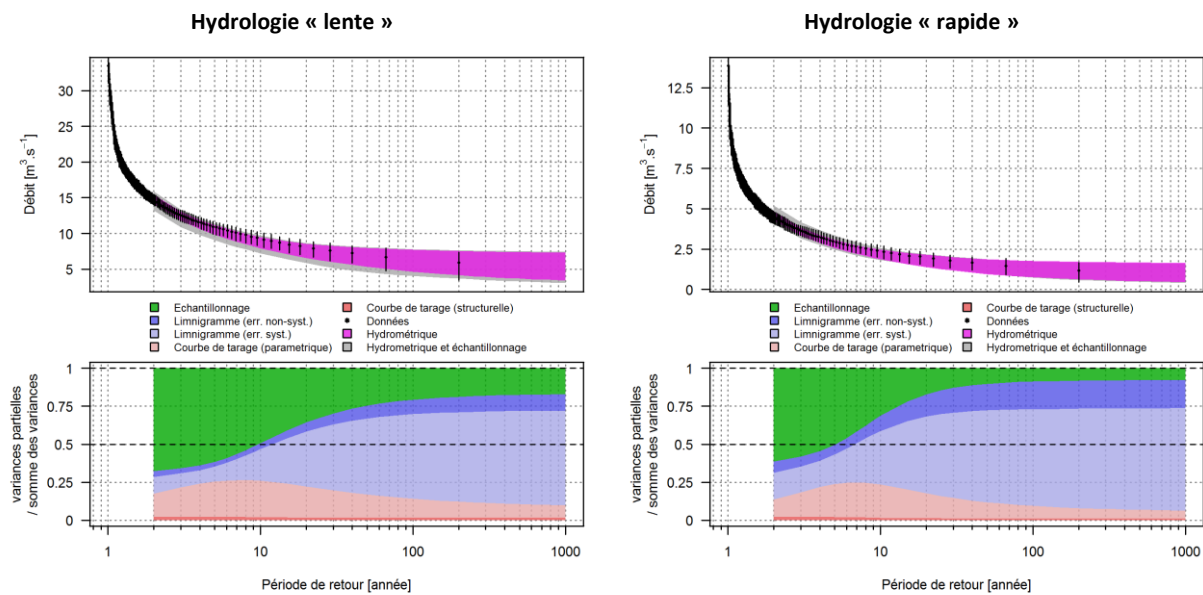 Hydrologie « lente »
Débit [m³.s⁻¹]
30
25
20
15
10
5
Echantillonnage
Limnigramme (err. non-syst.)
Limnigramme (err. syst.)
Courbe de tarage (parametrique)
Courbe de tarage (structurelle)
Données
Hydrométrique
Hydrometrique et échantillonnage
variances partielles
/ somme des variances
1
0.75
0.5
0.25
0
1
10
100
1000
Période de retour [année]
Hydrologie « rapide »
Débit [m³.s⁻¹]
12.5
10
7.5
5
2.5
0
Echantillonnage
Limnigramme (err. non-syst.)
Limnigramme (err. syst.)
Courbe de tarage (parametrique)
Courbe de tarage (structurelle)
Données
Hydrométrique
Hydrometrique et échantillonnage
variances partielles
/ somme des variances
1
0.75
0.5
0.25
0
1
10
100
1000
Période de retour [année]